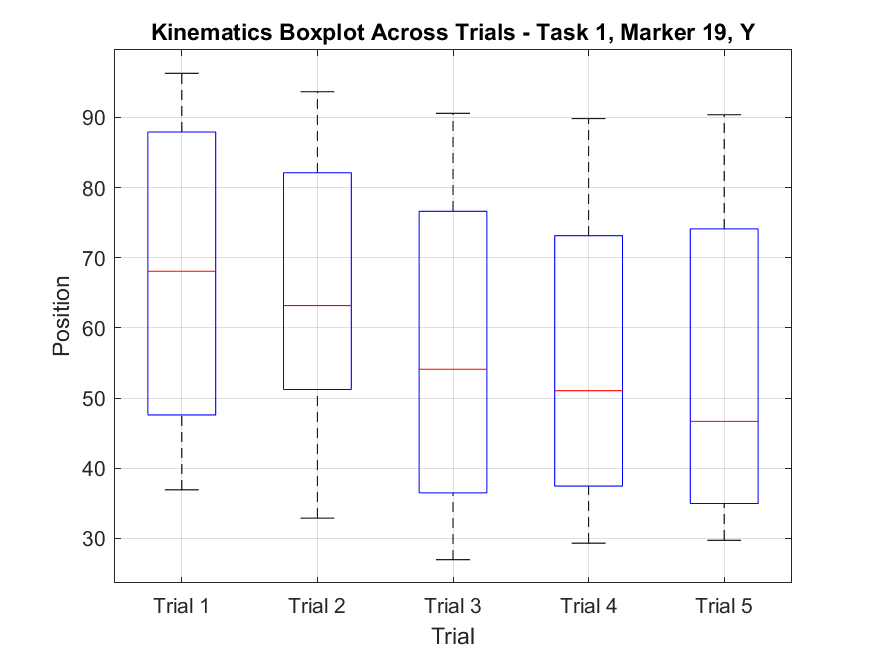 Kinematics Boxplot Across Trials - Task 1, Marker 19, Y
Position
90
80
70
60
50
40
30
Trial 1 Trial 2 Trial 3 Trial 4 Trial 5
Trial